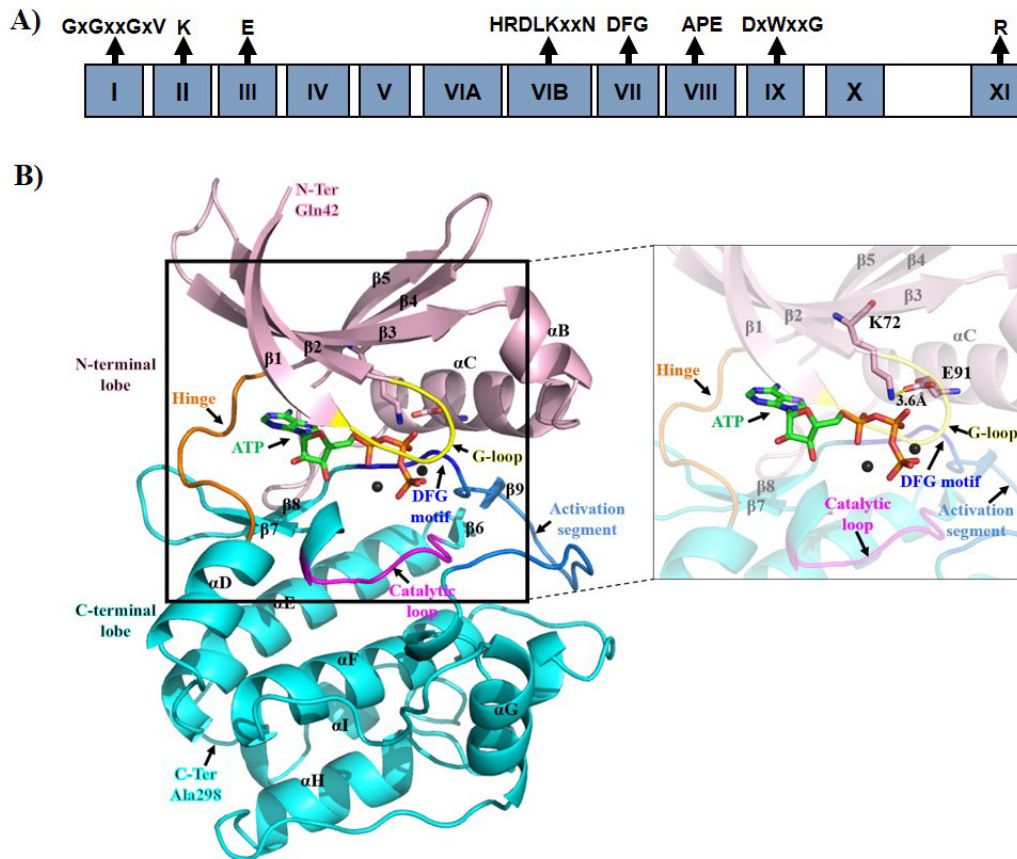 A)
GxGxxGxV K E HRDLKxxN DFG APE DxWxxG R
I II III IV V VIA VIB VII VIII IX X XI
B)
N-Ter
Gln42
β5
β4
β3
β2
β1
αB
αC
N-terminal
lobe
Hinge
ATP
G-loop
DFG
motif
β9
β8
β7
β6
Activation
segment
αD
αE
Catalytic
loop
C-terminal
lobe
αF
αI
αG
C-Ter
Ala298
αH
β5
β4
β3
β2
β1
K72
αC
E91
3.6Å
Hinge
ATP
G-loop
DFG motif
β8
β7
Catalytic
loop
Activation
segment